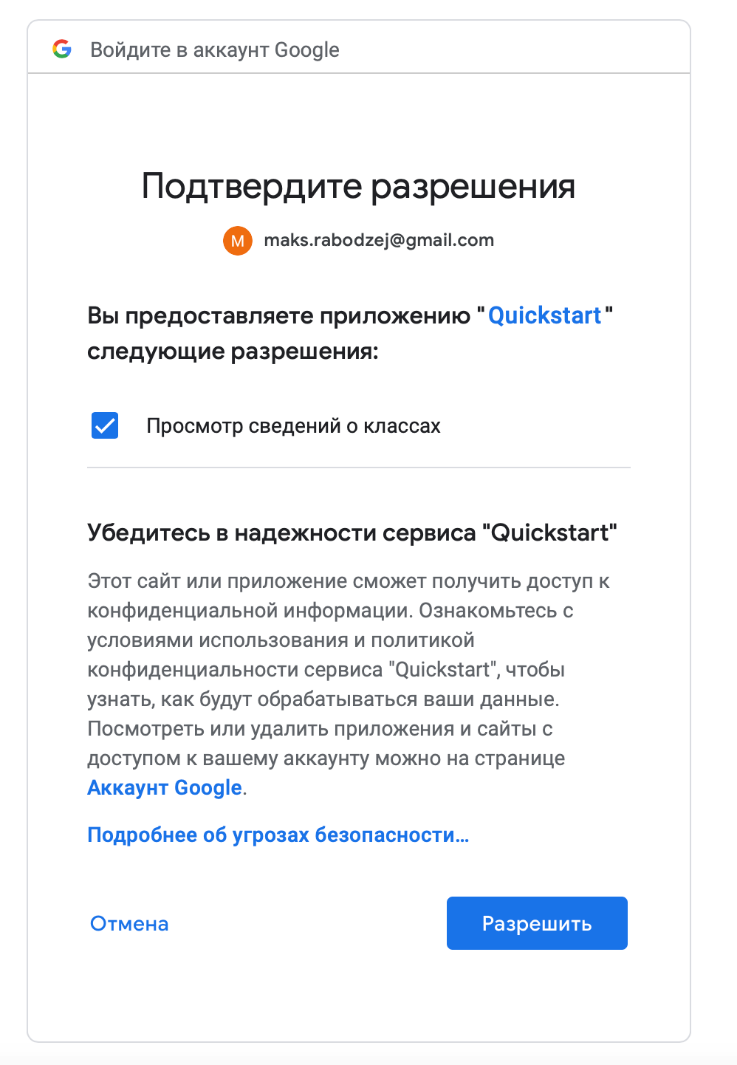 Войдите в аккаунт Google
Подтвердите разрешения
M maks.rabodzej@gmail.com
Вы предоставляете приложению "Quickstart"
следующие разрешения:
Просмотр сведений о классах
Убедитесь в надежности сервиса "Quickstart"
Этот сайт или приложение сможет получить доступ к
конфиденциальной информации. Ознакомьтесь с
условиями использования и политикой
конфиденциальности сервиса "Quickstart", чтобы
узнать, как будут обрабатываться ваши данные.
Посмотреть или удалить приложения и сайты с
доступом к вашему аккаунту можно на странице
Аккаунт Google.
Подробнее об угрозах безопасности…
Отмена
Разрешить